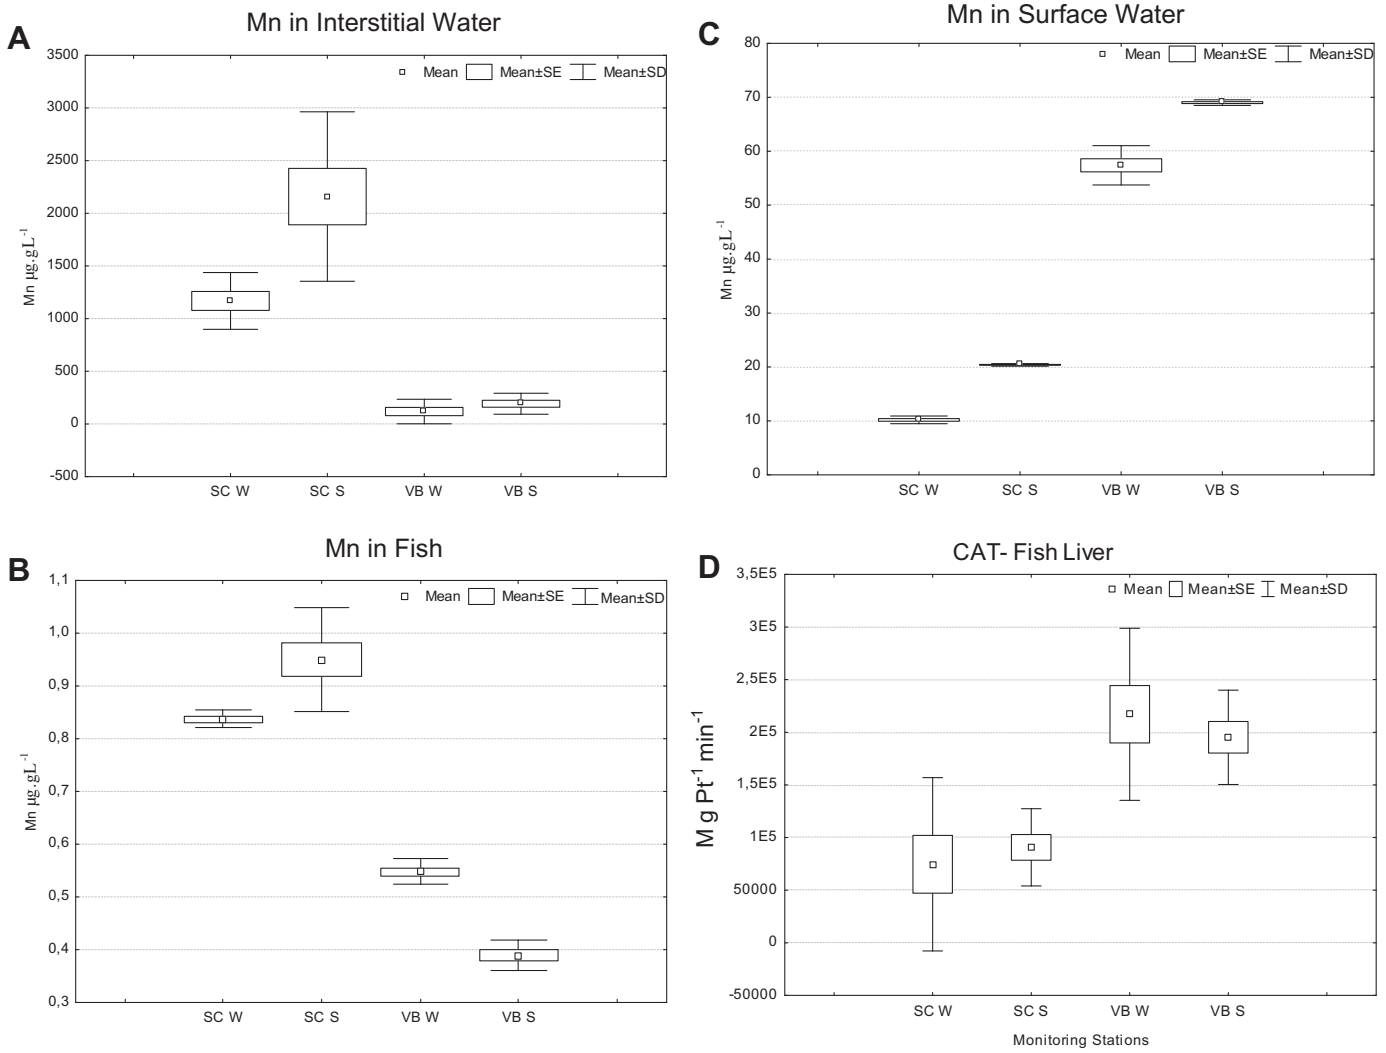 A
Mn in Interstitial Water
3500
3000
2500
2000
1500
1000
500
0
-500
Mn µg.gL-1
Mean Mean±SE Mean±SD
SC W SC S VB W VB S
C
Mn in Surface Water
80
70
60
50
40
30
20
10
0
Mn µg.gL-1
Mean Mean±SE Mean±SD
SC W SC S VB W VB S
B
Mn in Fish
1,1
1,0
0,9
0,8
0,7
0,6
0,5
0,4
0,3
Mn µg.gL-1
Mean Mean±SE Mean±SD
SC W SC S VB W VB S
D
CAT- Fish Liver
3,5E5
3E5
2,5E5
2E5
1,5E5
1E5
50000
0
-50000
M g Pt-1 min-1
Mean Mean±SE Mean±SD
SC W SC S VB W VB S
Monitoring Stations